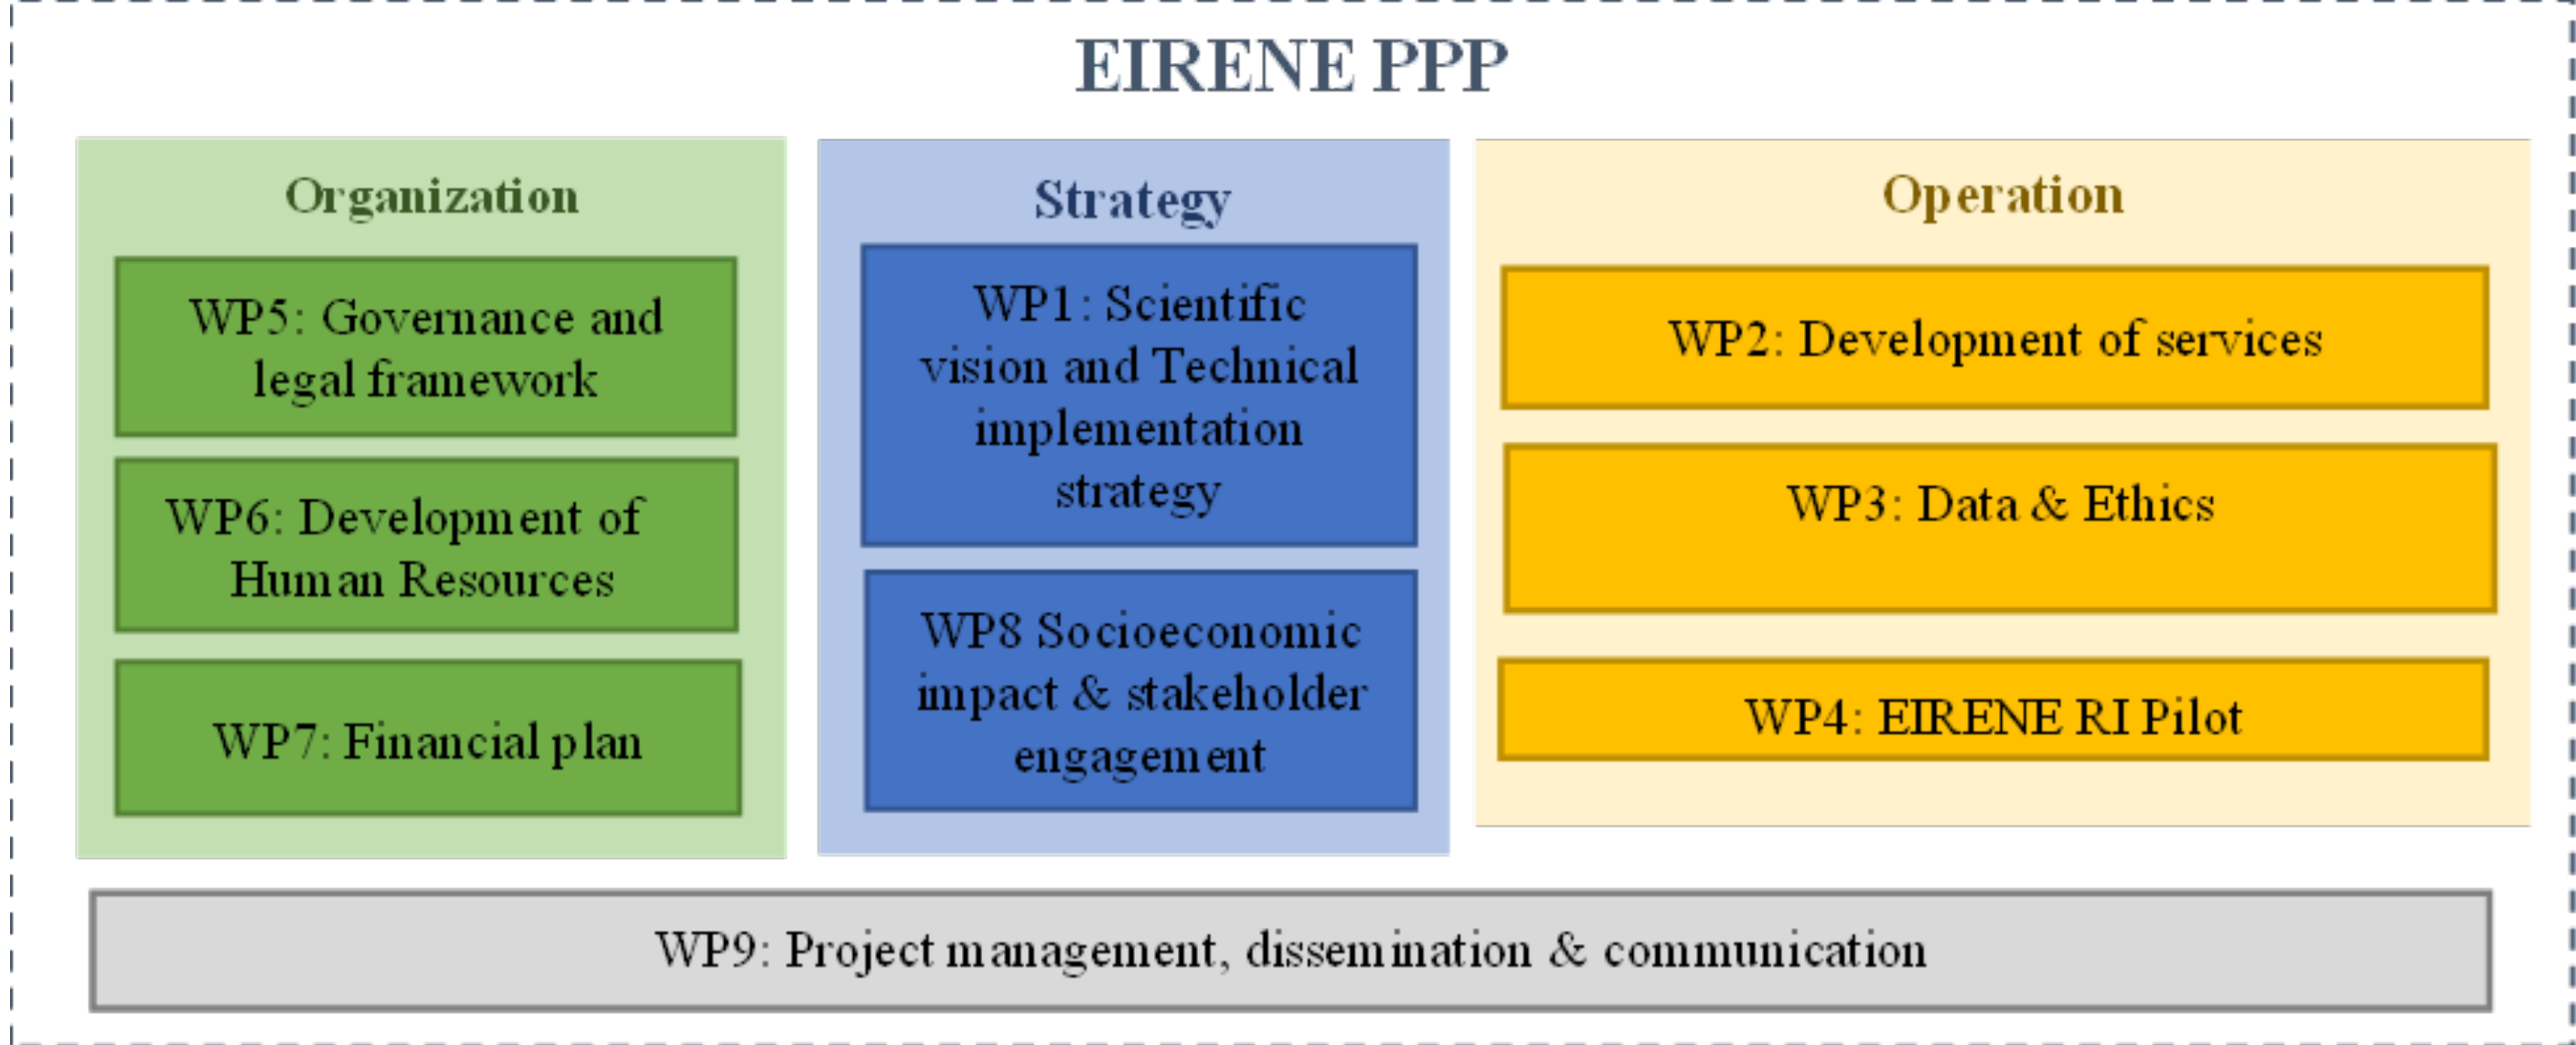 EIRENE PPP
Organization
WP5: Governance and
legal framework
WP6: Development of
Human Resources
WP7: Financial plan
Strategy
WP1: Scientific
vision and Technical
implementation
strategy
WP8 Socioeconomic
impact & stakeholder
engagement
Operation
WP2: Development of services
WP3: Data & Ethics
WP4: EIRENE RI Pilot
WP9: Project management, dissemination & communication